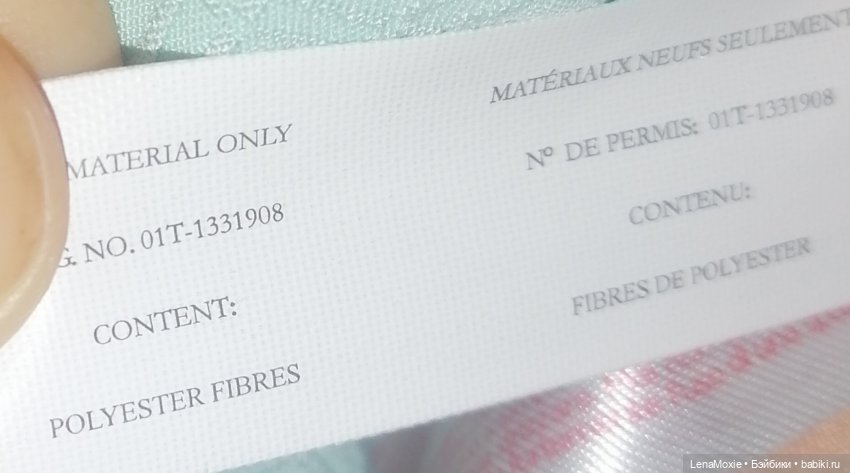 MATERIAL ONLY
G. NO. 01T-1331908
CONTENT:
POLYESTER FIBRES
MATÉRIAUX NEUFS SEULEMENT
Nº DE PERMIS: 01T-1331908
CONTENU:
FIBRES DE POLYESTER
LenaMoxie • Бэйбики • babiki.ru